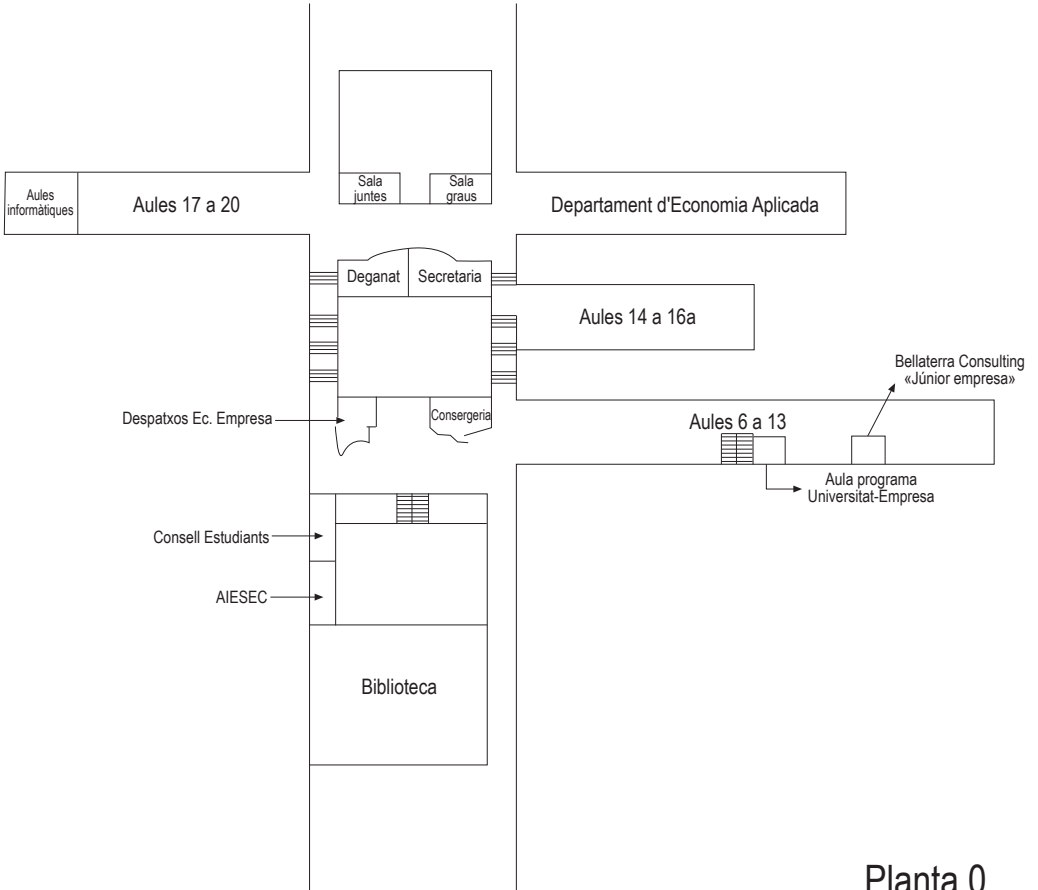 Sala
juntes
Sala
graus
Aules
informàtiques
Aules 17 a 20
Departament d'Economia Aplicada
Deganat
Secretaria
Aules 14 a 16a
Bellaterra Consulting
«Júnior empresa»
Despatxos Ec. Empresa
Consergeria
Aules 6 a 13
Aula programa
Universitat-Empresa
Consell Estudiants
AIESEC
Biblioteca
Planta 0